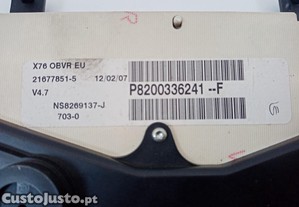 X76 OBVR EU
21677851-5 12/02/07
V4.7
P8200336241--F
NS8269137-J
703-0
CustoJusto.pt